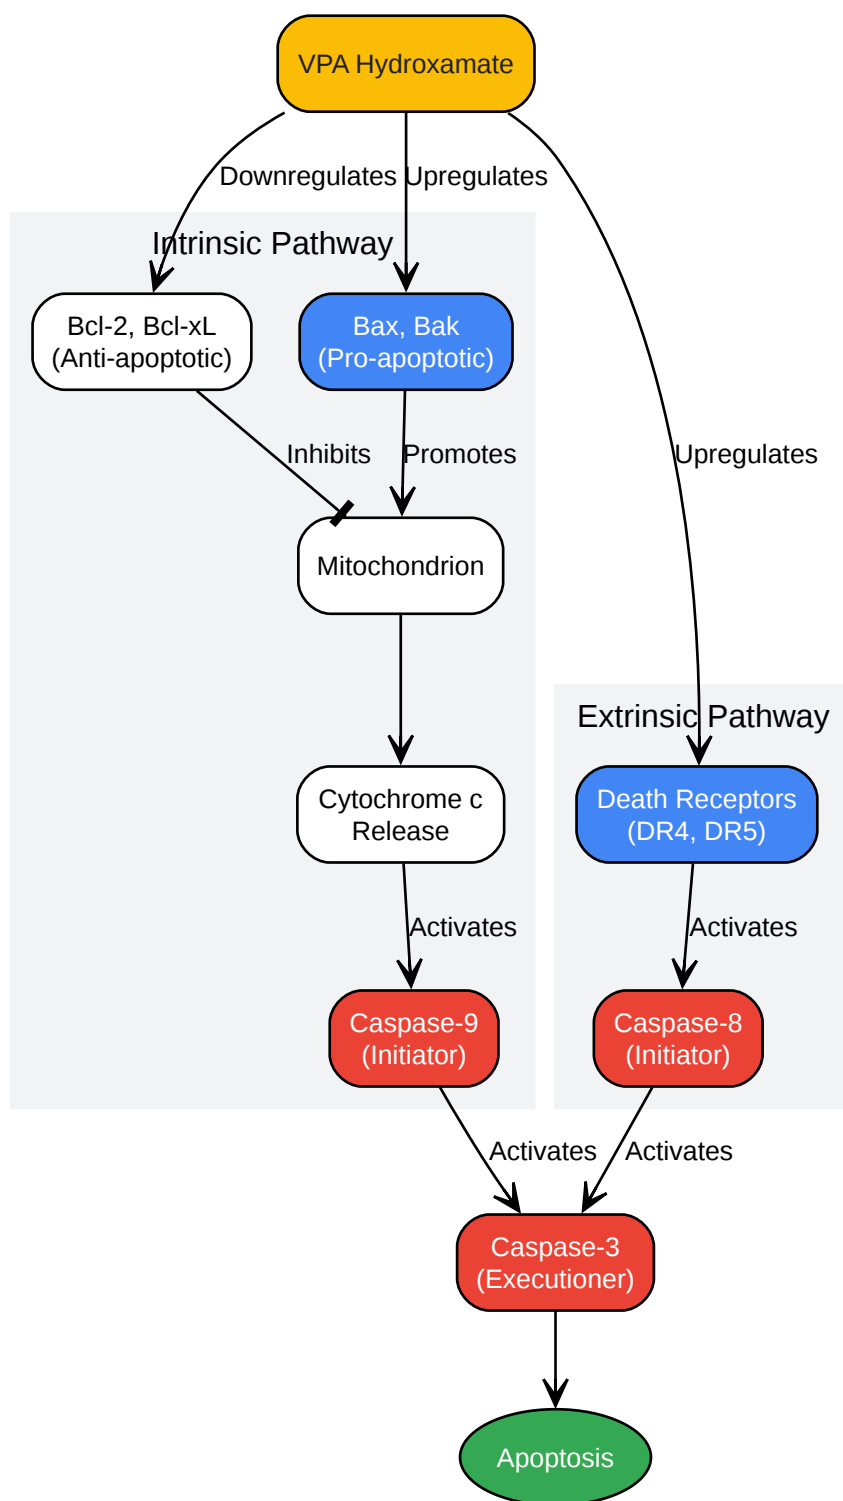 VPA Hydroxamate
Downregulates
Upregulates
Intrinsic Pathway
Bcl-2, Bcl-xL
(Anti-apoptotic)
Bax, Bak
(Pro-apoptotic)
Inhibits
Promotes
Upregulates
Mitochondrion
Extrinsic Pathway
Cytochrome c
Release
Death Receptors
(DR4, DR5)
Activates
Activates
Caspase-9
(Initiator)
Caspase-8
(Initiator)
Activates
Activates
Caspase-3
(Executioner)
Apoptosis